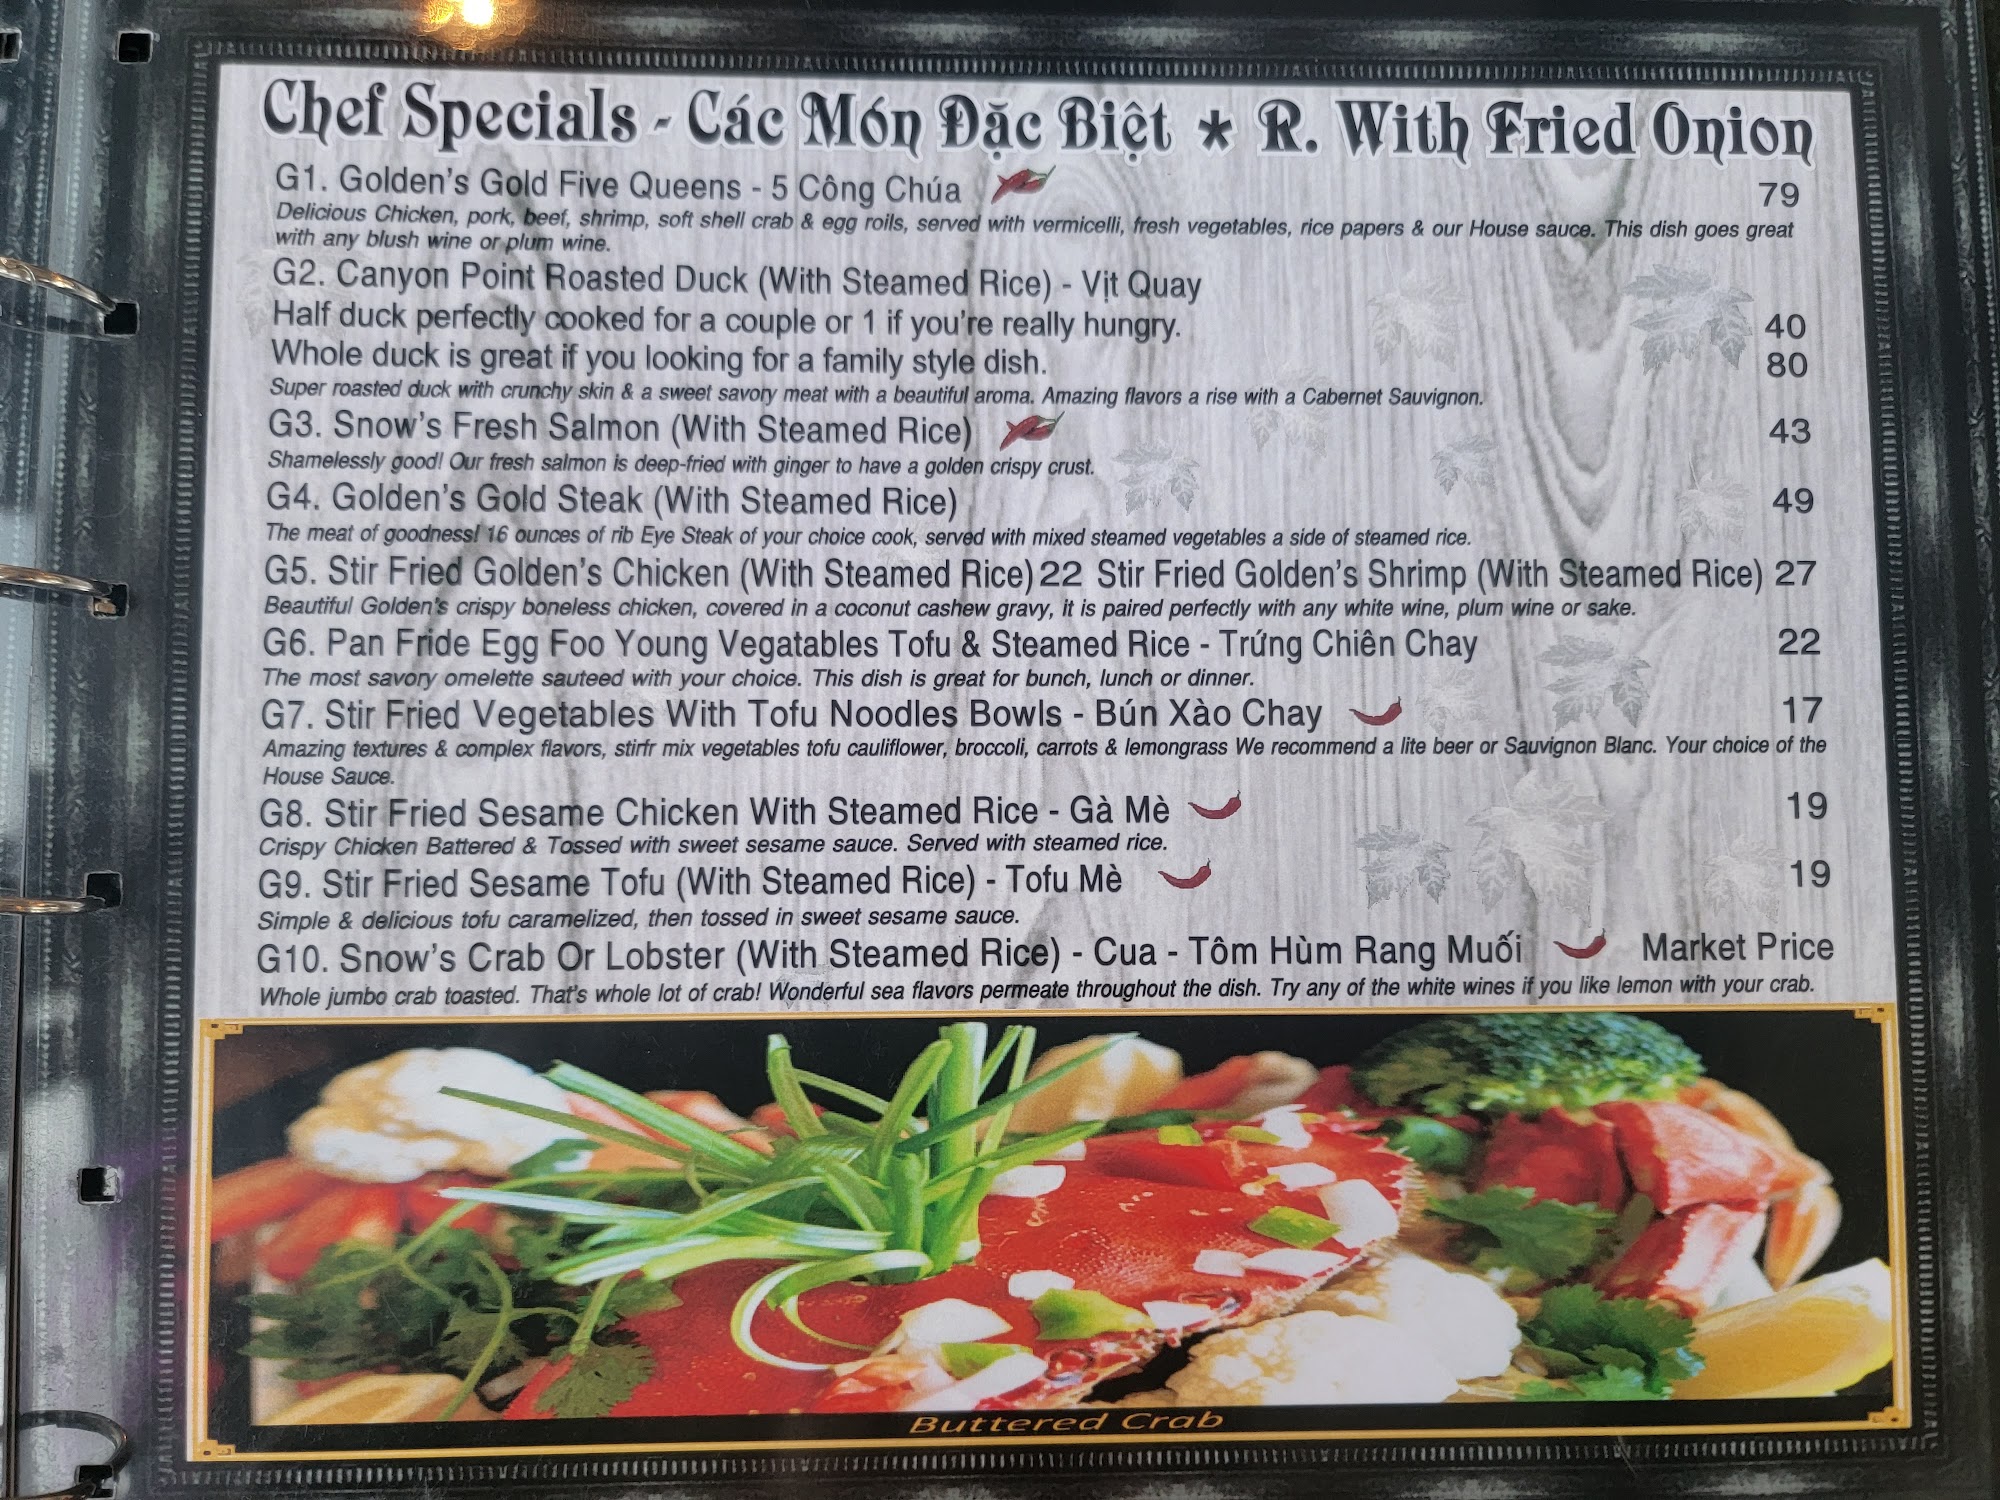 Chef Specials - Các Món Đặc Biệt * R. With Fried Onion
G1. Golden's Gold Five Queens - 5 Công Chúa 79
Delicious Chicken, pork, beef, shrimp, soft shell crab & egg roils, served with vermicelli, fresh vegetables, rice papers & our House sauce. This dish goes great
with any blush wine or plum wine.
G2. Canyon Point Roasted Duck (With Steamed Rice) - Vịt Quay
Half duck perfectly cooked for a couple or 1 if you're really hungry. 40
Whole duck is great if you looking for a family style dish. 80
Super roasted duck with crunchy skin & a sweet savory meat with a beautiful aroma. Amazing flavors a rise with a Cabernet Sauvignon.
G3. Snow's Fresh Salmon (With Steamed Rice) 43
Shamelessly good! Our fresh salmon is deep-fried with ginger to have a golden crispy crust.
G4. Golden's Gold Steak (With Steamed Rice) 49
The meat of goodness! 16 ounces of rib Eye Steak of your choice cook, served with mixed steamed vegetables a side of steamed rice.
G5. Stir Fried Golden's Chicken (With Steamed Rice) 22 Stir Fried Golden's Shrimp (With Steamed Rice) 27
Beautiful Golden's crispy boneless chicken, covered in a coconut cashew gravy, it is paired perfectly with any white wine, plum wine or sake.
G6. Pan Fride Egg Foo Young Vegatables Tofu & Steamed Rice - Trứng Chiên Chay 22
The most savory omelette sauteed with your choice. This dish is great for bunch, lunch or dinner.
G7. Stir Fried Vegetables With Tofu Noodles Bowls - Bún Xào Chay 17
Amazing textures & complex flavors, stirfr mix vegetables tofu cauliflower, broccoli, carrots & lemongrass We recommend a lite beer or Sauvignon Blanc. Your choice of the
House Sauce.
G8. Stir Fried Sesame Chicken With Steamed Rice - Gà Mè 19
Crispy Chicken Battered & Tossed with sweet sesame sauce. Served with steamed rice.
G9. Stir Fried Sesame Tofu (With Steamed Rice) - Tofu Mè 19
Simple & delicious tofu caramelized, then tossed in sweet sesame sauce.
G10. Snow's Crab Or Lobster (With Steamed Rice) - Cua - Tôm Hùm Rang Muối Market Price
Whole jumbo crab toasted. That's whole lot of crab! Wonderful sea flavors permeate throughout the dish. Try any of the white wines if you like lemon with your crab.
Buttered Crab